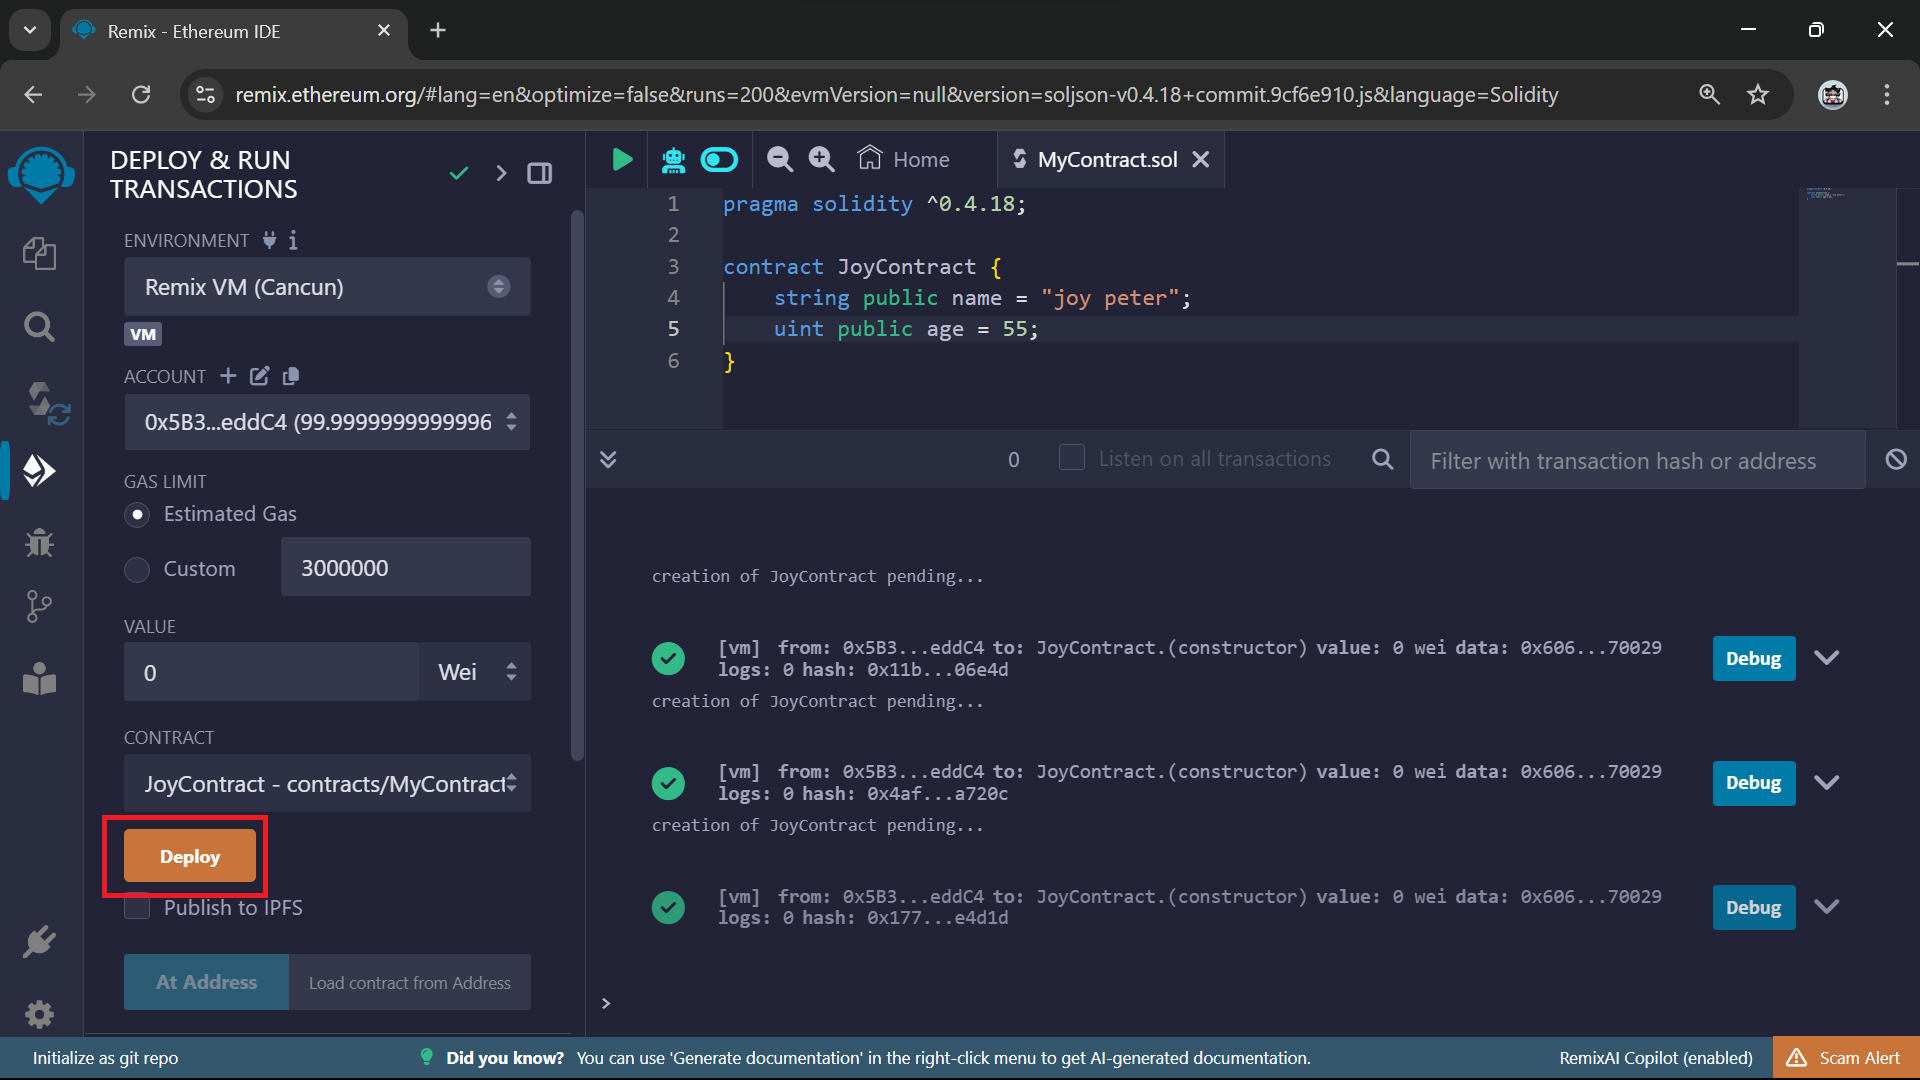 Remix - Ethereum IDE
remix.ethereum.org/#lang=en&optimize=false&runs=200&evmVersion=null&version=soljson-v0.4.18+commit.9cf6e910.js&language=Solidity
DEPLOY & RUN
TRANSACTIONS
ENVIRONMENT
Remix VM (Cancun)
VM
ACCOUNT
0x5B3...eddC4 (99.9999999999996
GAS LIMIT
Estimated Gas
Custom
3000000
VALUE
0
Wei
CONTRACT
JoyContract - contracts/MyContract
Deploy
Publish to IPFS
At Address
Load contract from Address
Home
MyContract.sol
1 pragma solidity ^0.4.18;
2
3 contract JoyContract {
4 string public name = "joy peter";
5 uint public age = 55;
6 }
0
Listen on all transactions
Filter with transaction hash or address
creation of JoyContract pending...
[vm] from: 0x5B3...eddC4 to: JoyContract.(constructor) value: 0 wei data: 0x606...70029
logs: 0 hash: 0x11b...06e4d
Debug
creation of JoyContract pending...
[vm] from: 0x5B3...eddC4 to: JoyContract.(constructor) value: 0 wei data: 0x606...70029
logs: 0 hash: 0x4af...a720c
Debug
creation of JoyContract pending...
[vm] from: 0x5B3...eddC4 to: JoyContract.(constructor) value: 0 wei data: 0x606...70029
logs: 0 hash: 0x177...e4d1d
Debug
>
Initialize as git repo
Did you know? You can use 'Generate documentation' in the right-click menu to get AI-generated documentation.
RemixAI Copilot (enabled)
Scam Alert